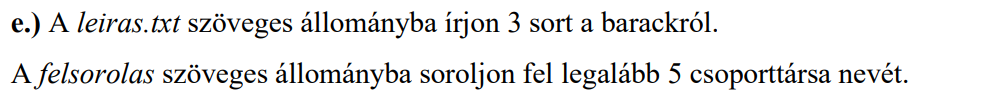 e.) A leiras.txt szöveges állományba írjon 3 sort a barackról.
A felsorolas szöveges állományba soroljon fel legalább 5 csoporttársa nevét.